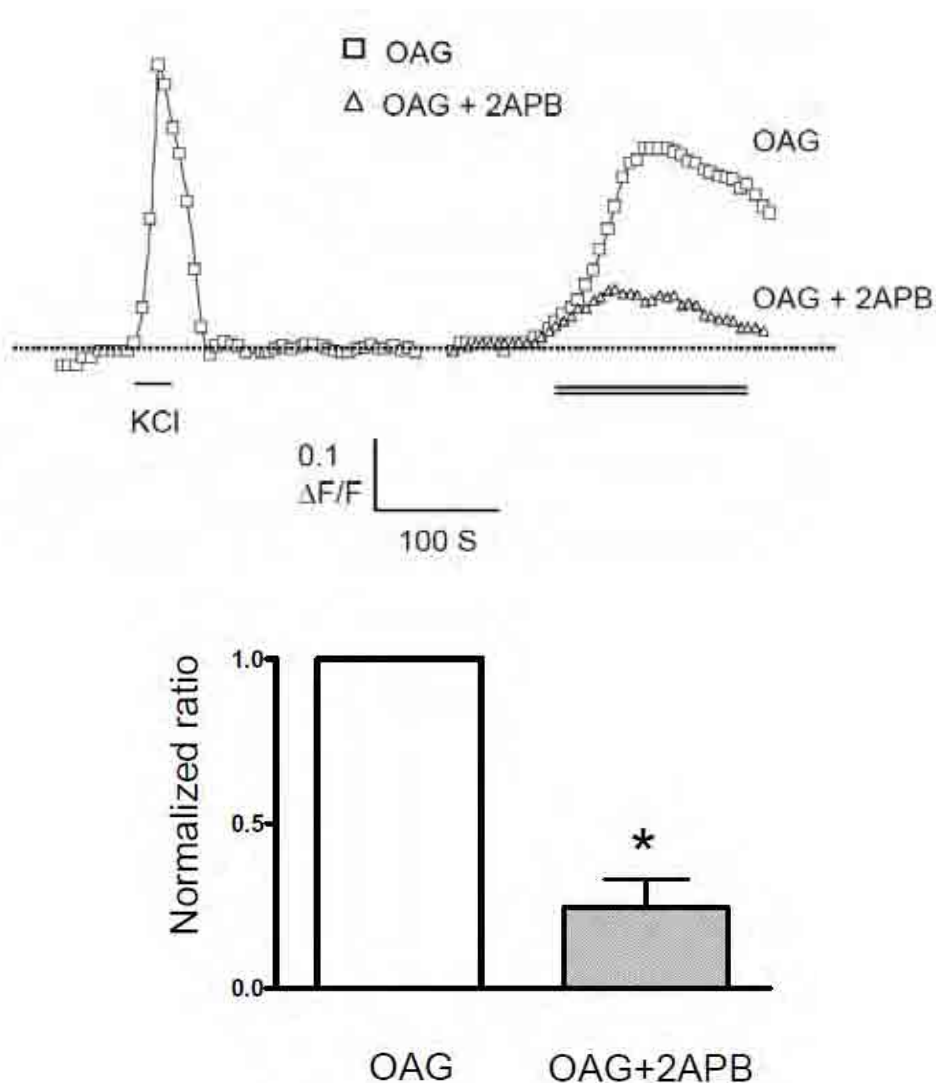 OAG
OAG + 2APB
OAG
OAG + 2APB
KCl
0.1
ΔF/F
100 S
Normalized ratio
1.0
0.5
*
0.0
OAG
OAG+2APB